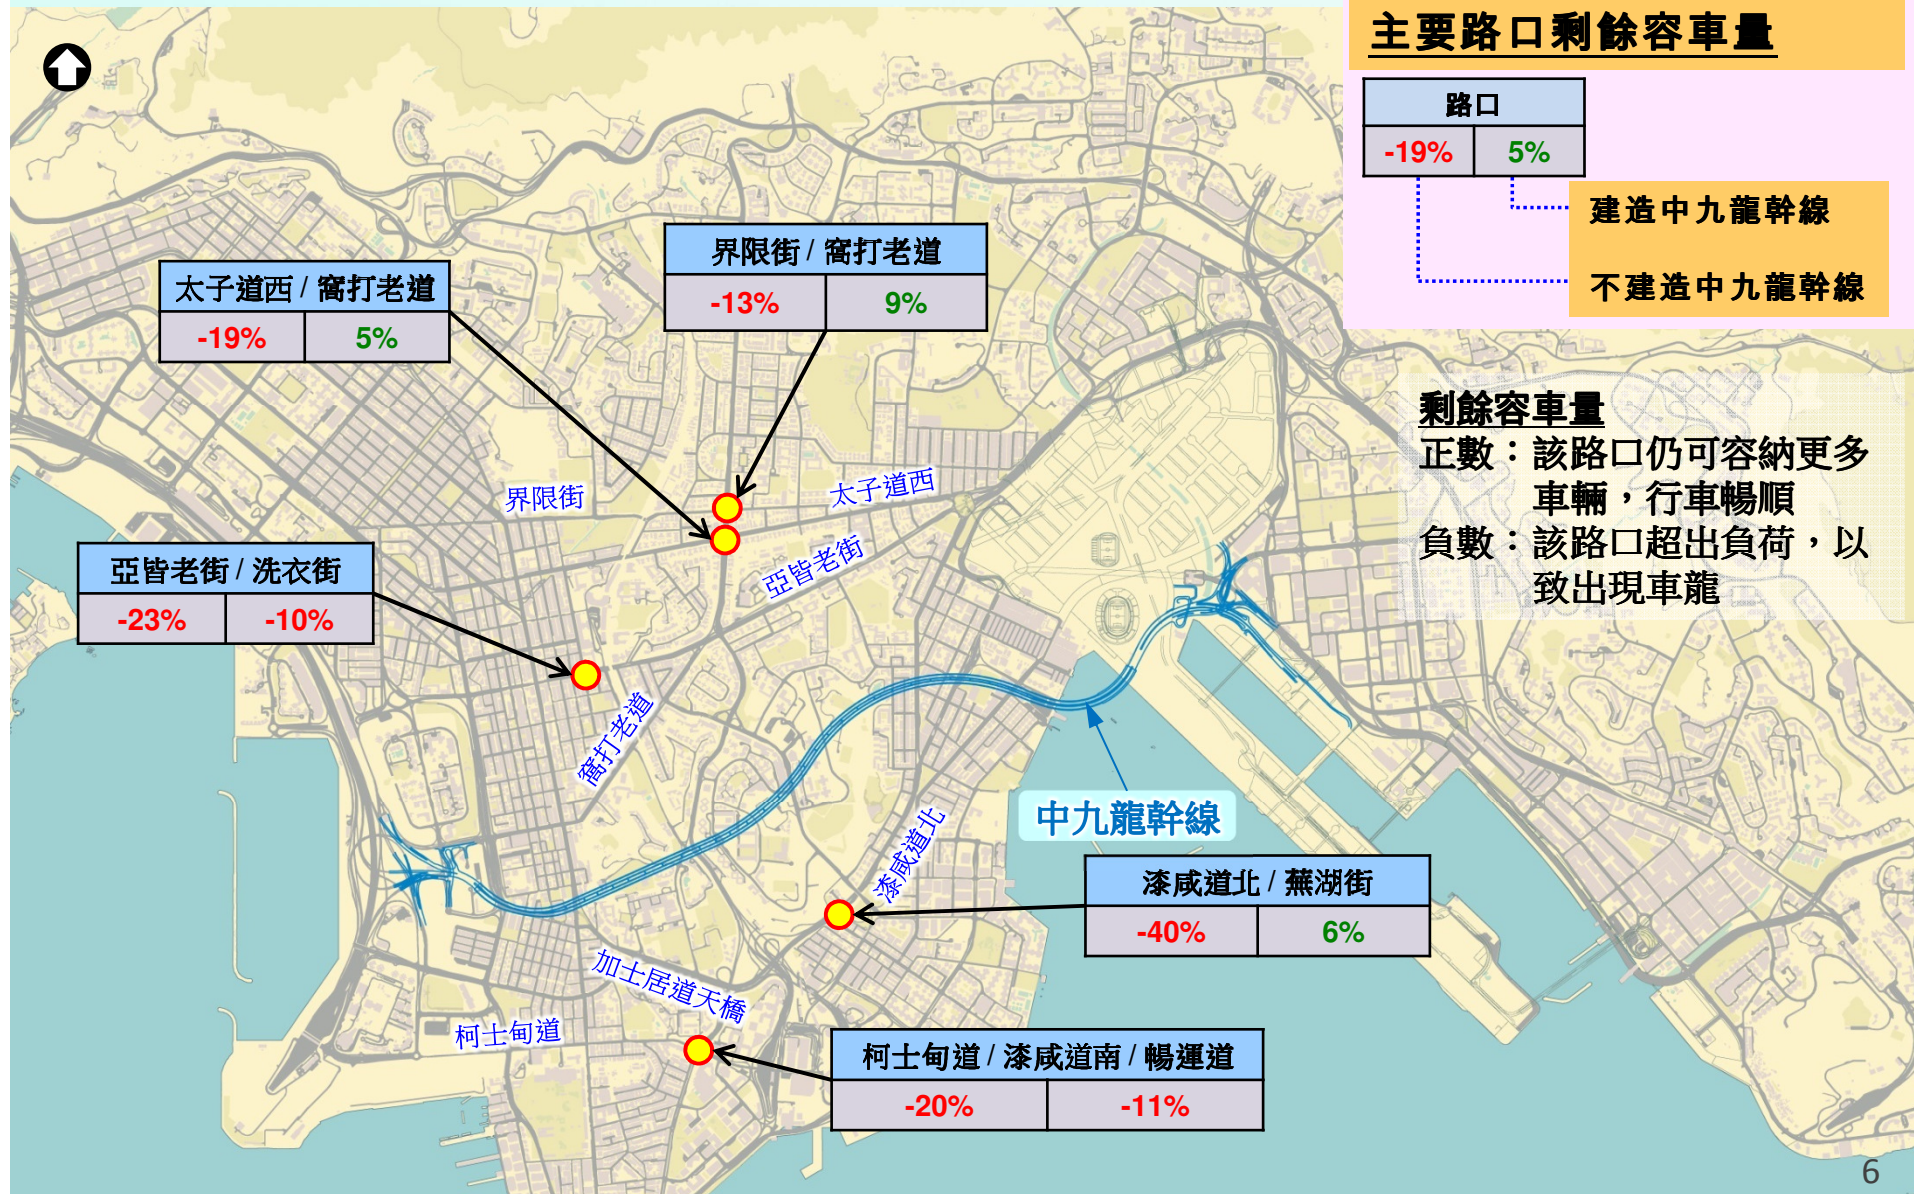 主要路口剩餘容車量
路口
-19% 5%
建造中九龍幹線
不建造中九龍幹線
界限街 / 窩打老道
-13% 9%
太子道西 / 窩打老道
-19% 5%
剩餘容車量
正數：該路口仍可容納更多
車輛，行車暢順
負數：該路口超出負荷，以
致出現車龍
界限街
太子道西
亞皆老街
亞皆老街 / 洗衣街
-23% -10%
窩打老道
中九龍幹線
漆咸道北
漆咸道北 / 蕪湖街
-40% 6%
加士居道天橋
柯士甸道
柯士甸道 / 漆咸道南 / 暢運道
-20% -11%
6